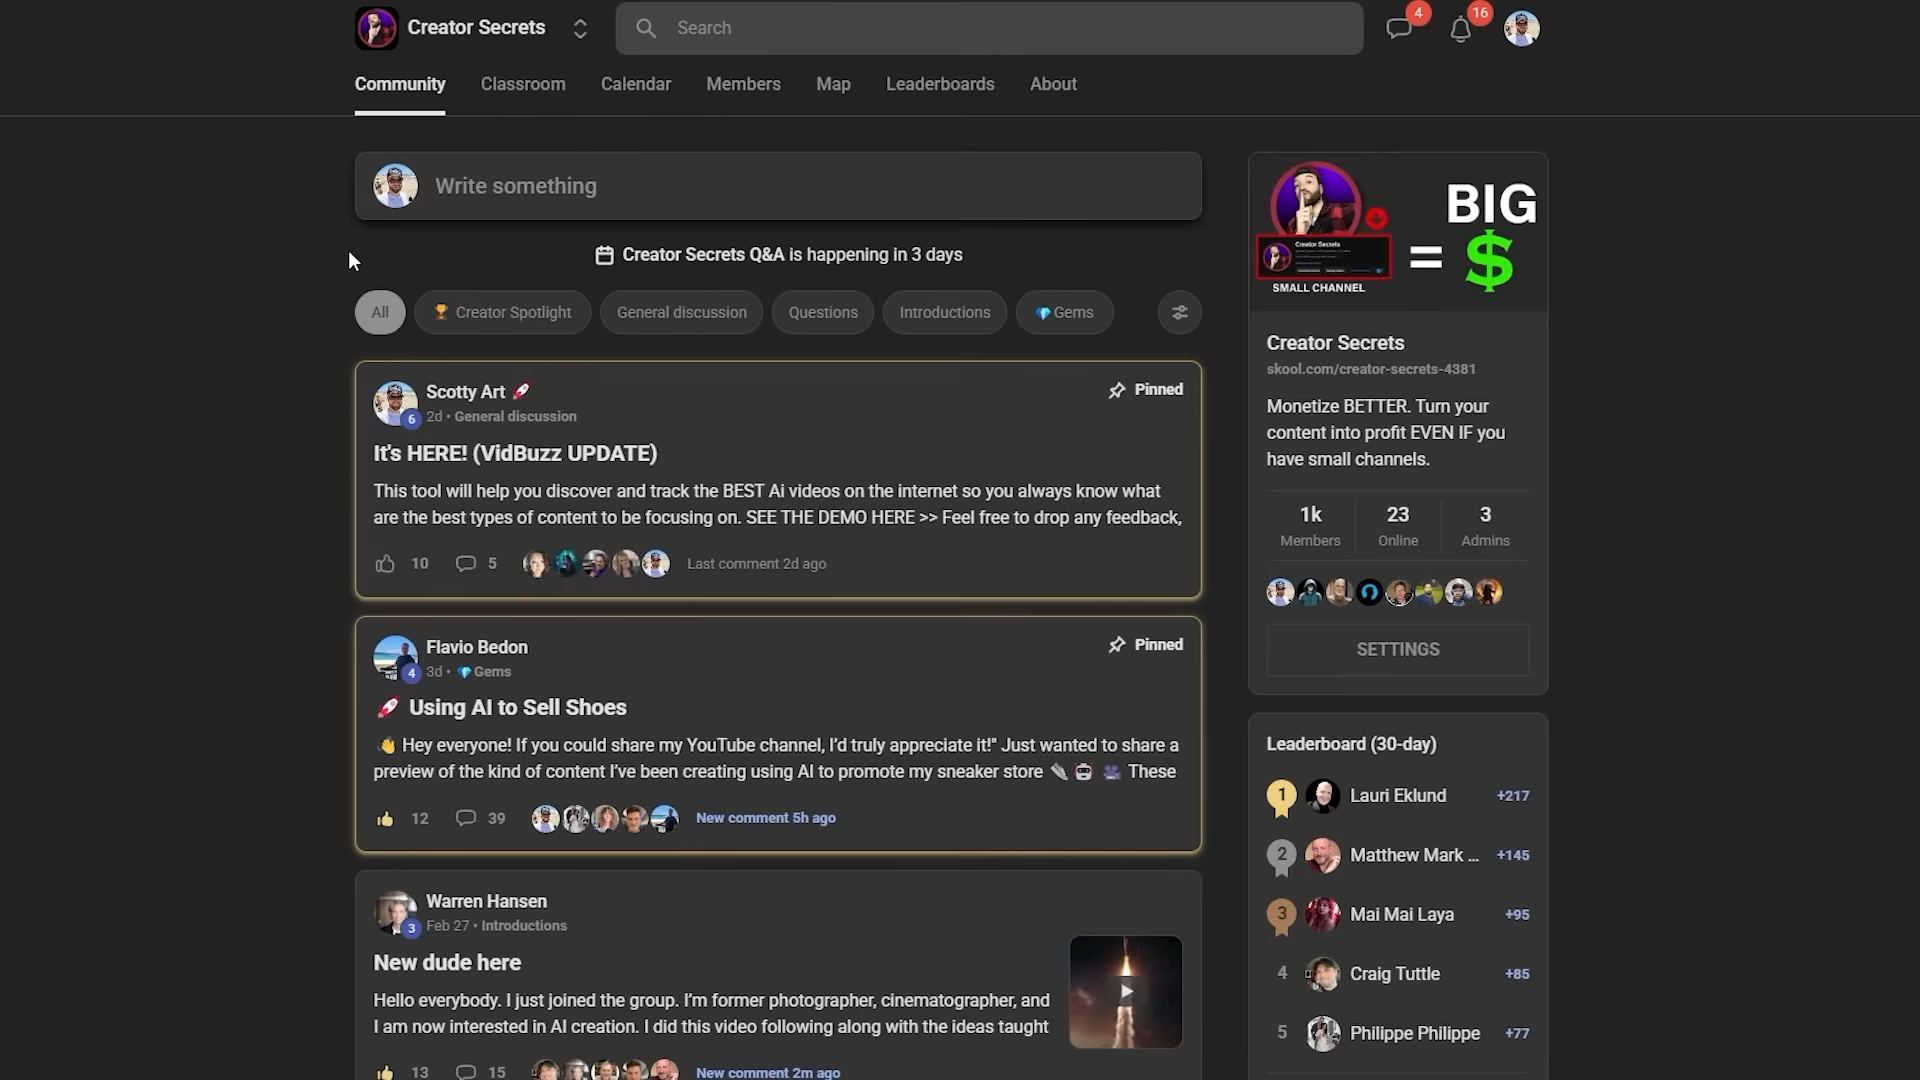 Creator Secrets
Search
4
16
Community Classroom Calendar Members Map Leaderboards About
Write something
Creator Secrets Q&A is happening in 3 days
All Creator Spotlight General discussion Questions Introductions Gems
Scotty Art
6
2d • General discussion
Pinned
It's HERE! (VidBuzz UPDATE)
This tool will help you discover and track the BEST Ai videos on the internet so you always know what
are the best types of content to be focusing on. SEE THE DEMO HERE >> Feel free to drop any feedback,
10 5 Last comment 2d ago
Flavio Bedon
4
3d • Gems
Pinned
Using AI to Sell Shoes
Hey everyone! If you could share my YouTube channel, I'd truly appreciate it!" Just wanted to share a
preview of the kind of content I've been creating using AI to promote my sneaker store These
12 39 New comment 5h ago
Warren Hansen
3
Feb 27 • Introductions
New dude here
Hello everybody. I just joined the group. I'm former photographer, cinematographer, and
I am now interested in AI creation. I did this video following along with the ideas taught
13 15 New comment 2m ago
BIG
Creator Secrets
= $
SMALL CHANNEL
Creator Secrets
skool.com/creator-secrets-4381
Monetize BETTER. Turn your
content into profit EVEN IF you
have small channels.
1k 23 3
Members Online Admins
SETTINGS
Leaderboard (30-day)
1 Lauri Eklund +217
2 Matthew Mark ... +145
3 Mai Mai Laya +95
4 Craig Tuttle +85
5 Philippe Philippe +77